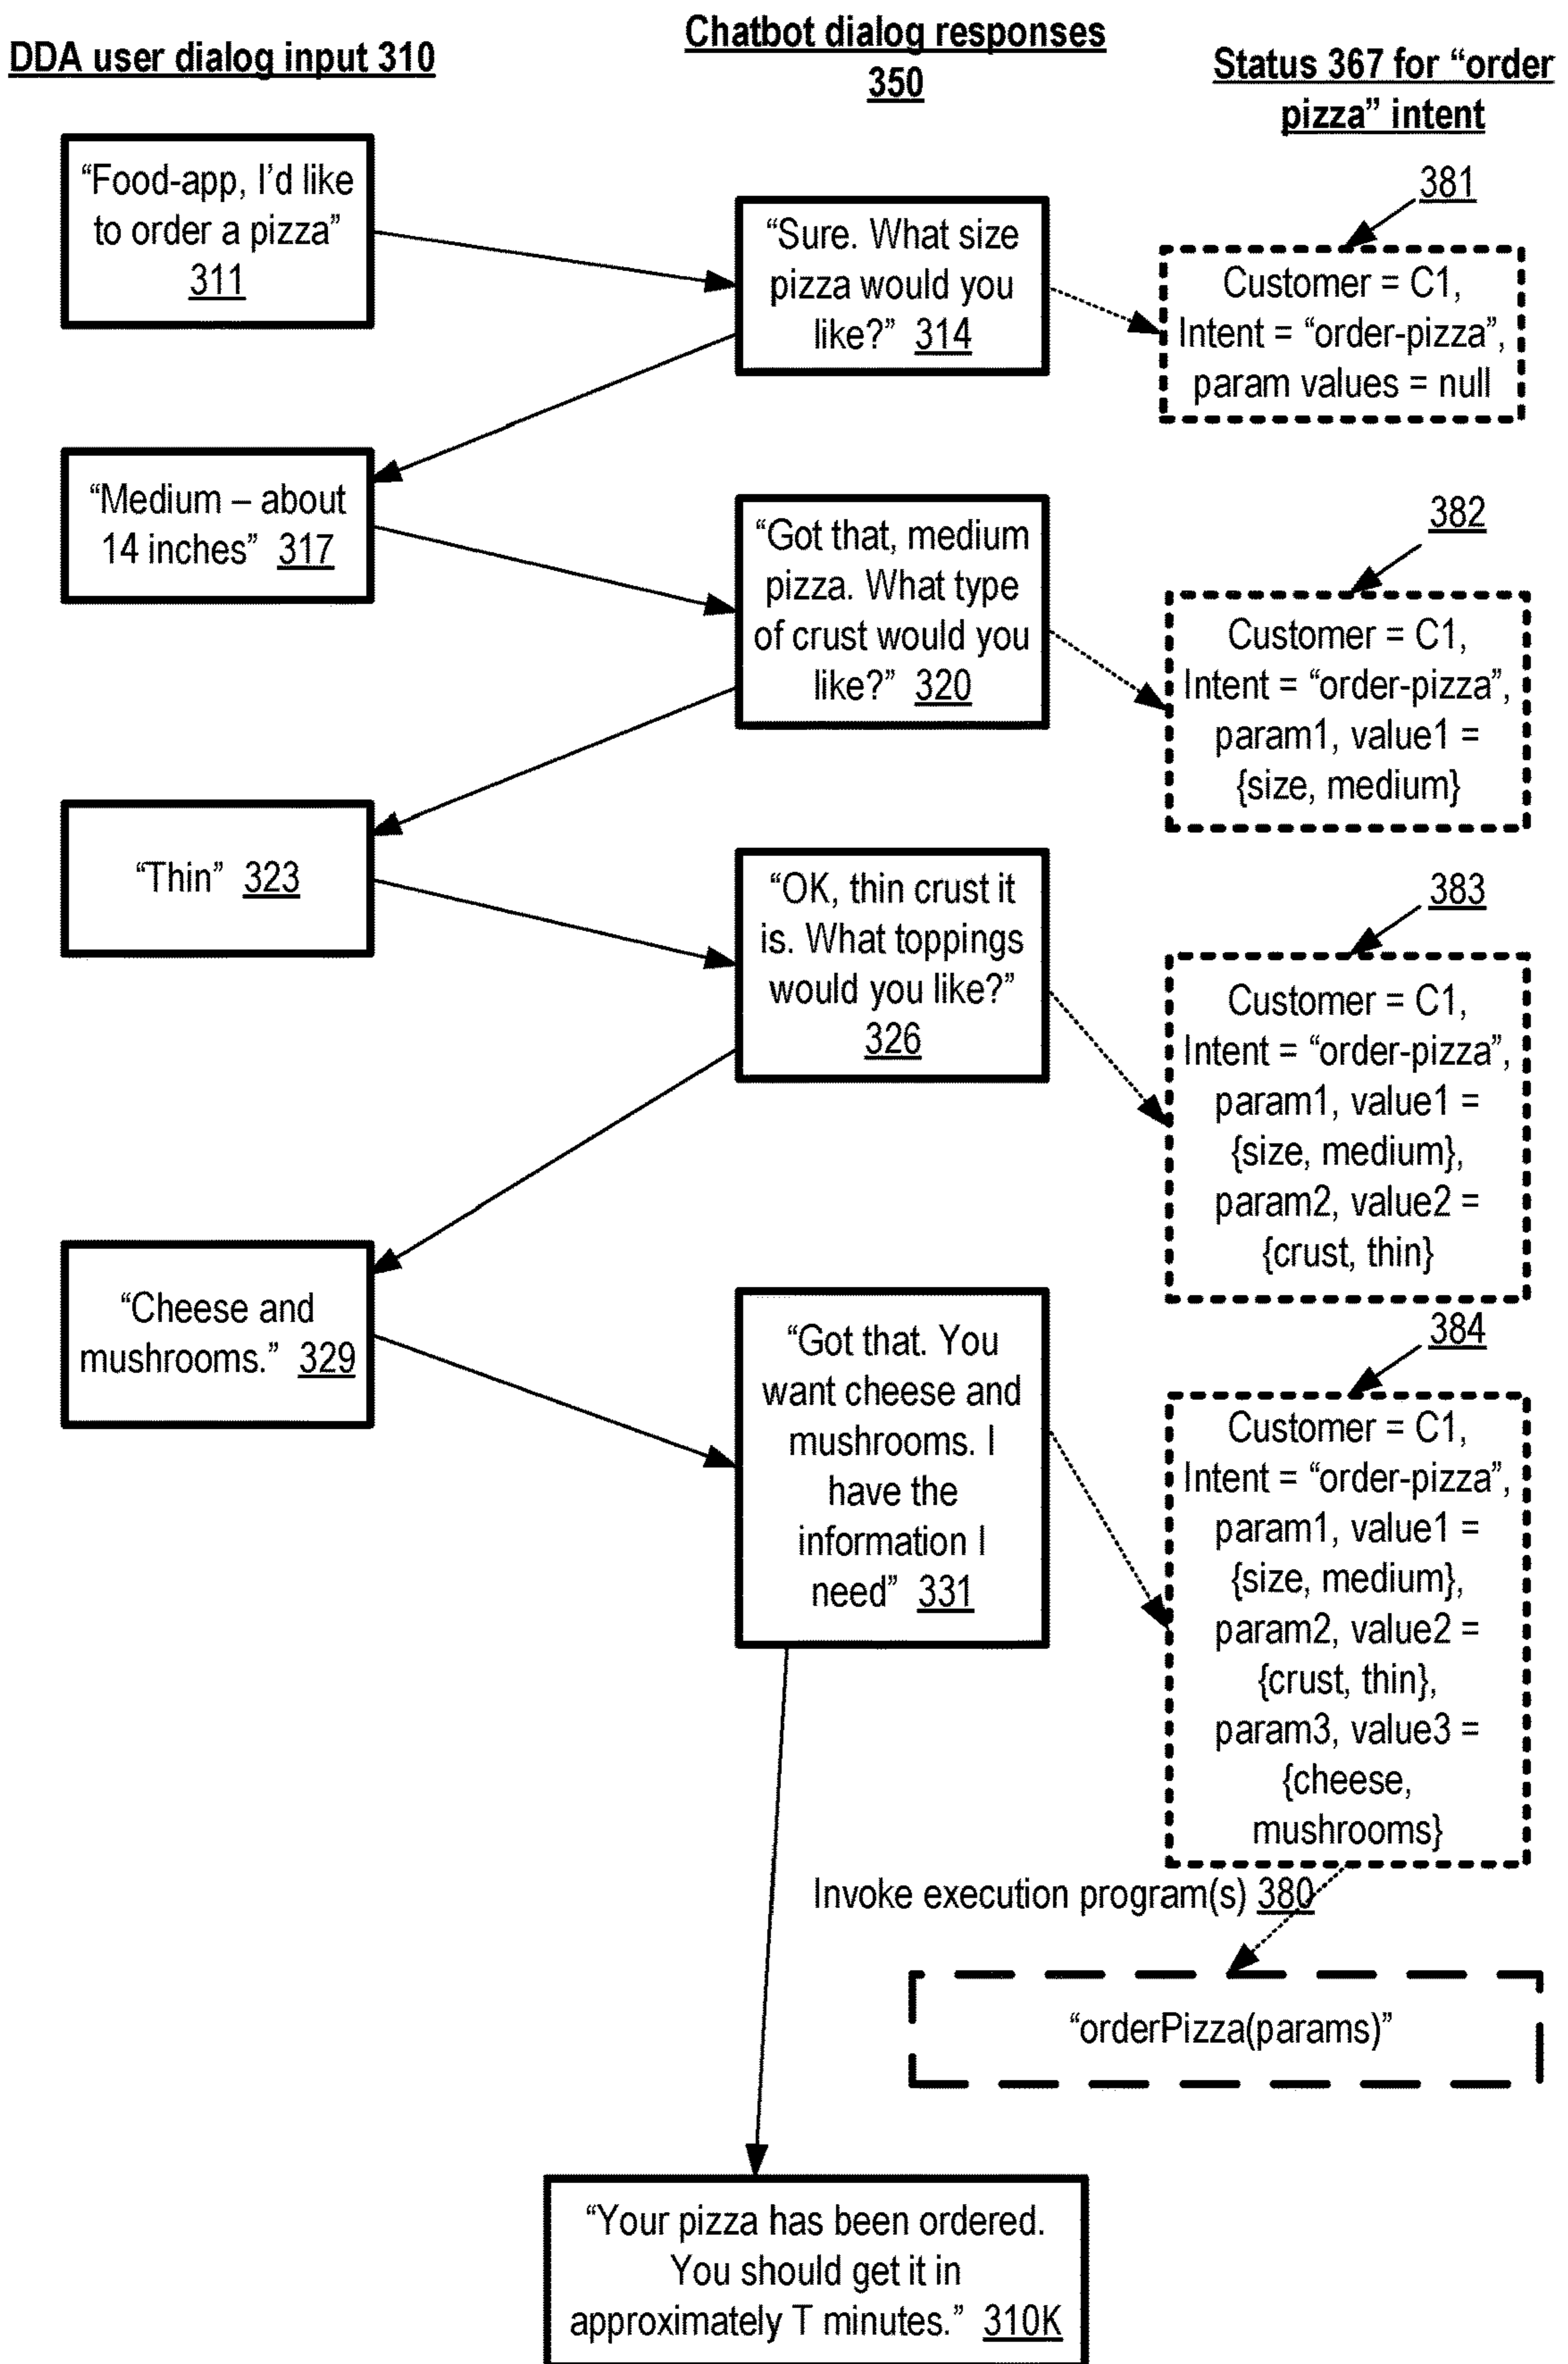 DDA user dialog input 310
Chatbot dialog responses
350
Status 367 for “order
pizza” intent
“Food-app, I’d like
to order a pizza”
311
“Sure. What size
pizza would you
like?” 314
381
Customer = C1,
Intent = “order-pizza”,
param values = null
“Medium – about
14 inches” 317
“Got that, medium
pizza. What type
of crust would you
like?” 320
382
Customer = C1,
Intent = “order-pizza”,
param1, value1 =
{size, medium}
“Thin” 323
“OK, thin crust it
is. What toppings
would you like?”
326
383
Customer = C1,
Intent = “order-pizza”,
param1, value1 =
{size, medium},
param2, value2 =
{crust, thin}
“Cheese and
mushrooms.” 329
“Got that. You
want cheese and
mushrooms. I
have the
information I
need” 331
384
Customer = C1,
Intent = “order-pizza”,
param1, value1 =
{size, medium},
param2, value2 =
{crust, thin},
param3, value3 =
{cheese,
mushrooms}
Invoke execution program(s) 380
“orderPizza(params)”
“Your pizza has been ordered.
You should get it in
approximately T minutes.” 310K